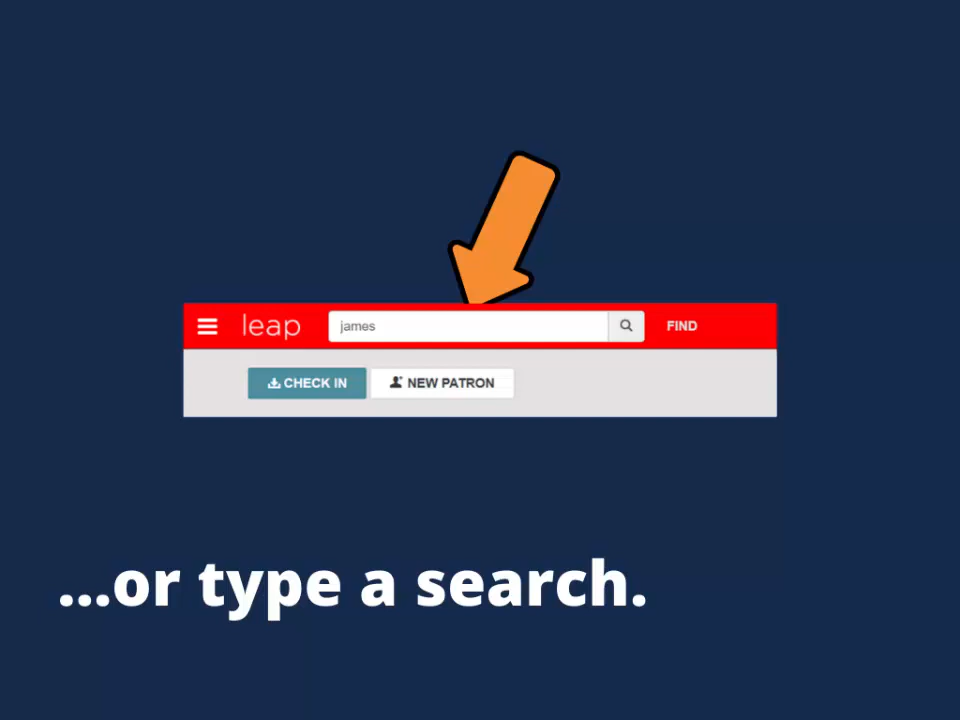 leap james FIND
CHECK IN NEW PATRON
...or type a search.